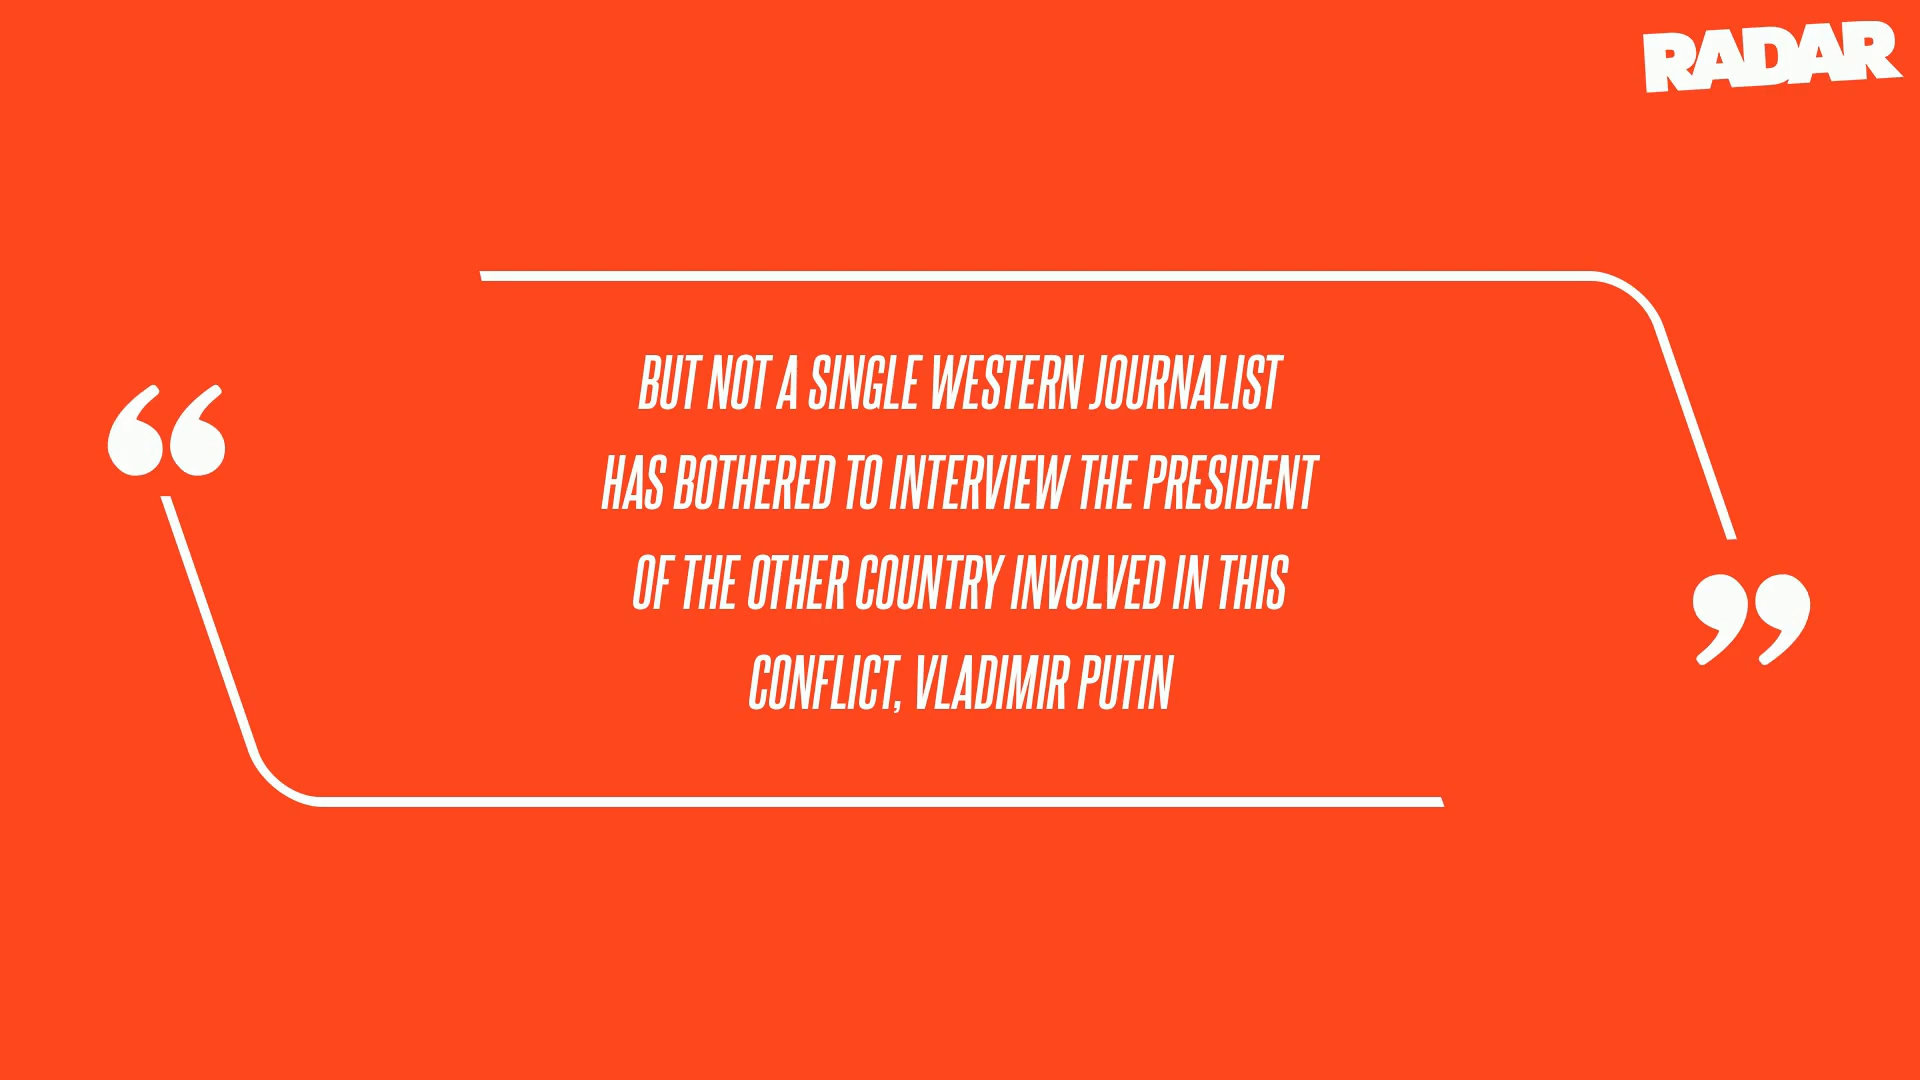 RADAR
“
BUT NOT A SINGLE WESTERN JOURNALIST
HAS BOTHERED TO INTERVIEW THE PRESIDENT
OF THE OTHER COUNTRY INVOLVED IN THIS
CONFLICT, VLADIMIR PUTIN
”